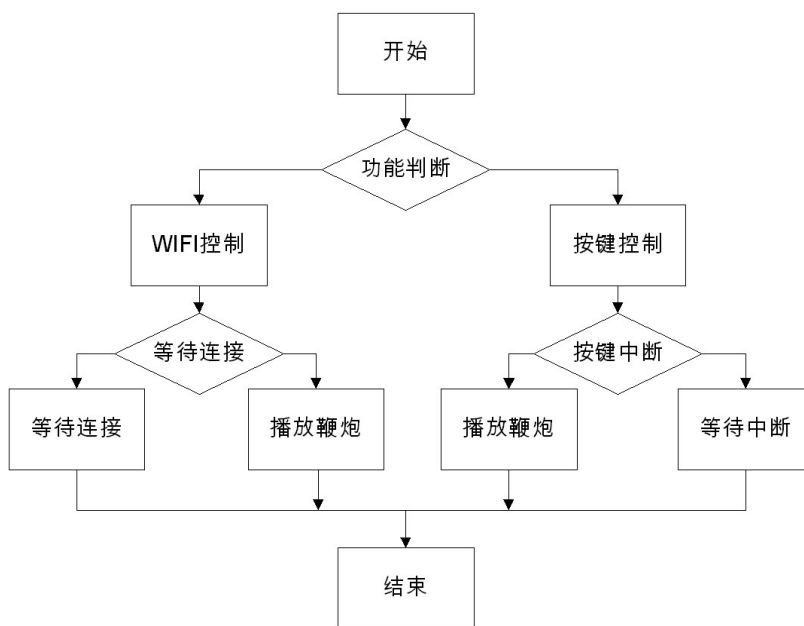 开始
功能判断
WIFI控制
按键控制
等待连接
按键中断
等待连接
播放鞭炮
播放鞭炮
等待中断
结束